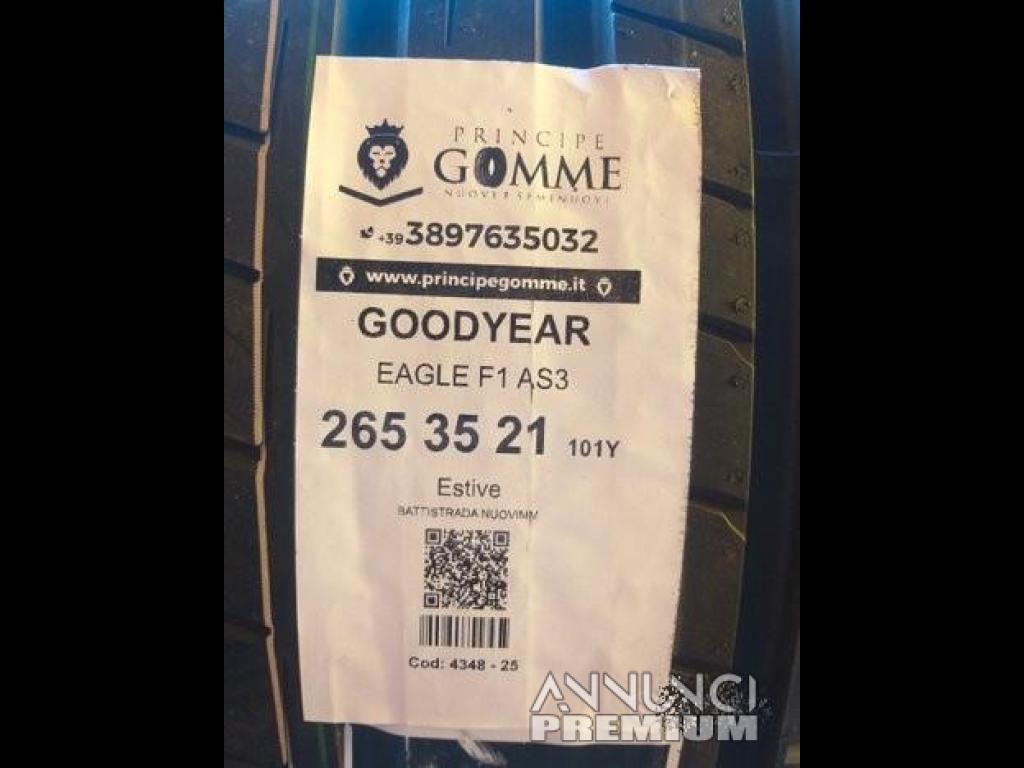 PRINCIPE
GOMME
NUOVE E SEMINUOVE
+39 3897635032
www.principegomme.it
GOODYEAR
EAGLE F1 AS3
265 35 21 101Y
Estive
BATTISTRADA NUOVIMM
Cod: 4348 - 25
ANNUNCI
PREMIUM